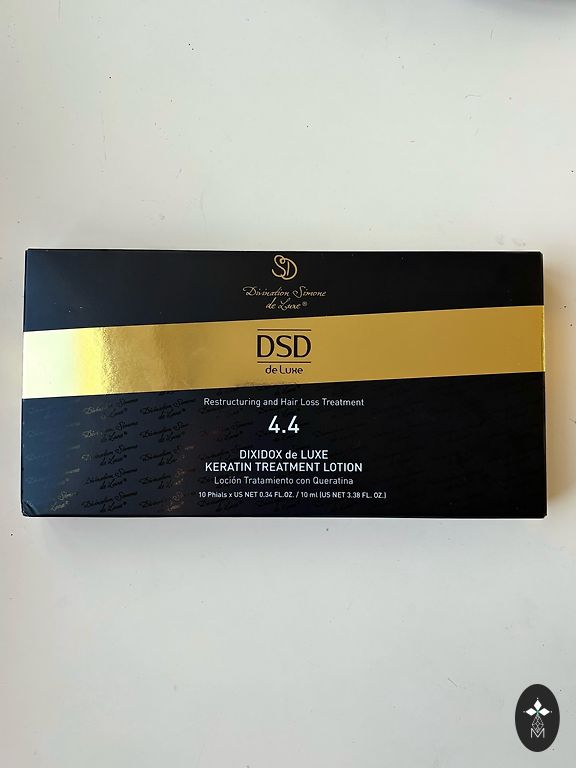 SD
Divination Simone
de Luxe®
DSD
de Luxe
Restructuring and Hair Loss Treatment
4.4
DIXIDOX de LUXE
KERATIN TREATMENT LOTION
Loción Tratamiento con Queratina
10 Phials x US NET 0.34 FL.OZ. / 10 ml (US NET 3.38 FL. OZ.)
M